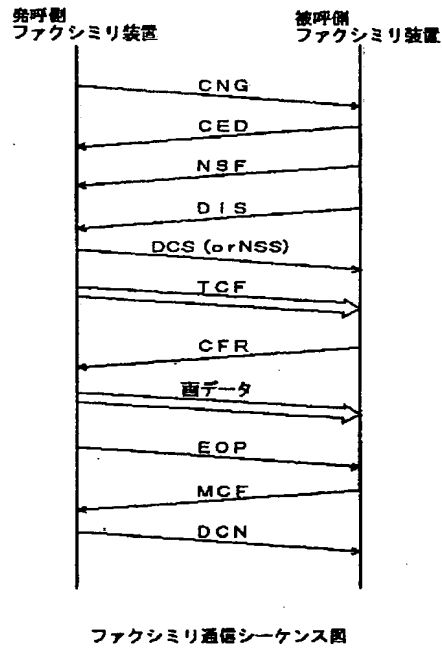 発呼側
ファクシミリ装置
被呼側
ファクシミリ装置
CNG
CED
NSF
DIS
DCS (orNSS)
TCF
CFR
画データ
EOP
MCF
DCN
ファクシミリ通信シーケンス図